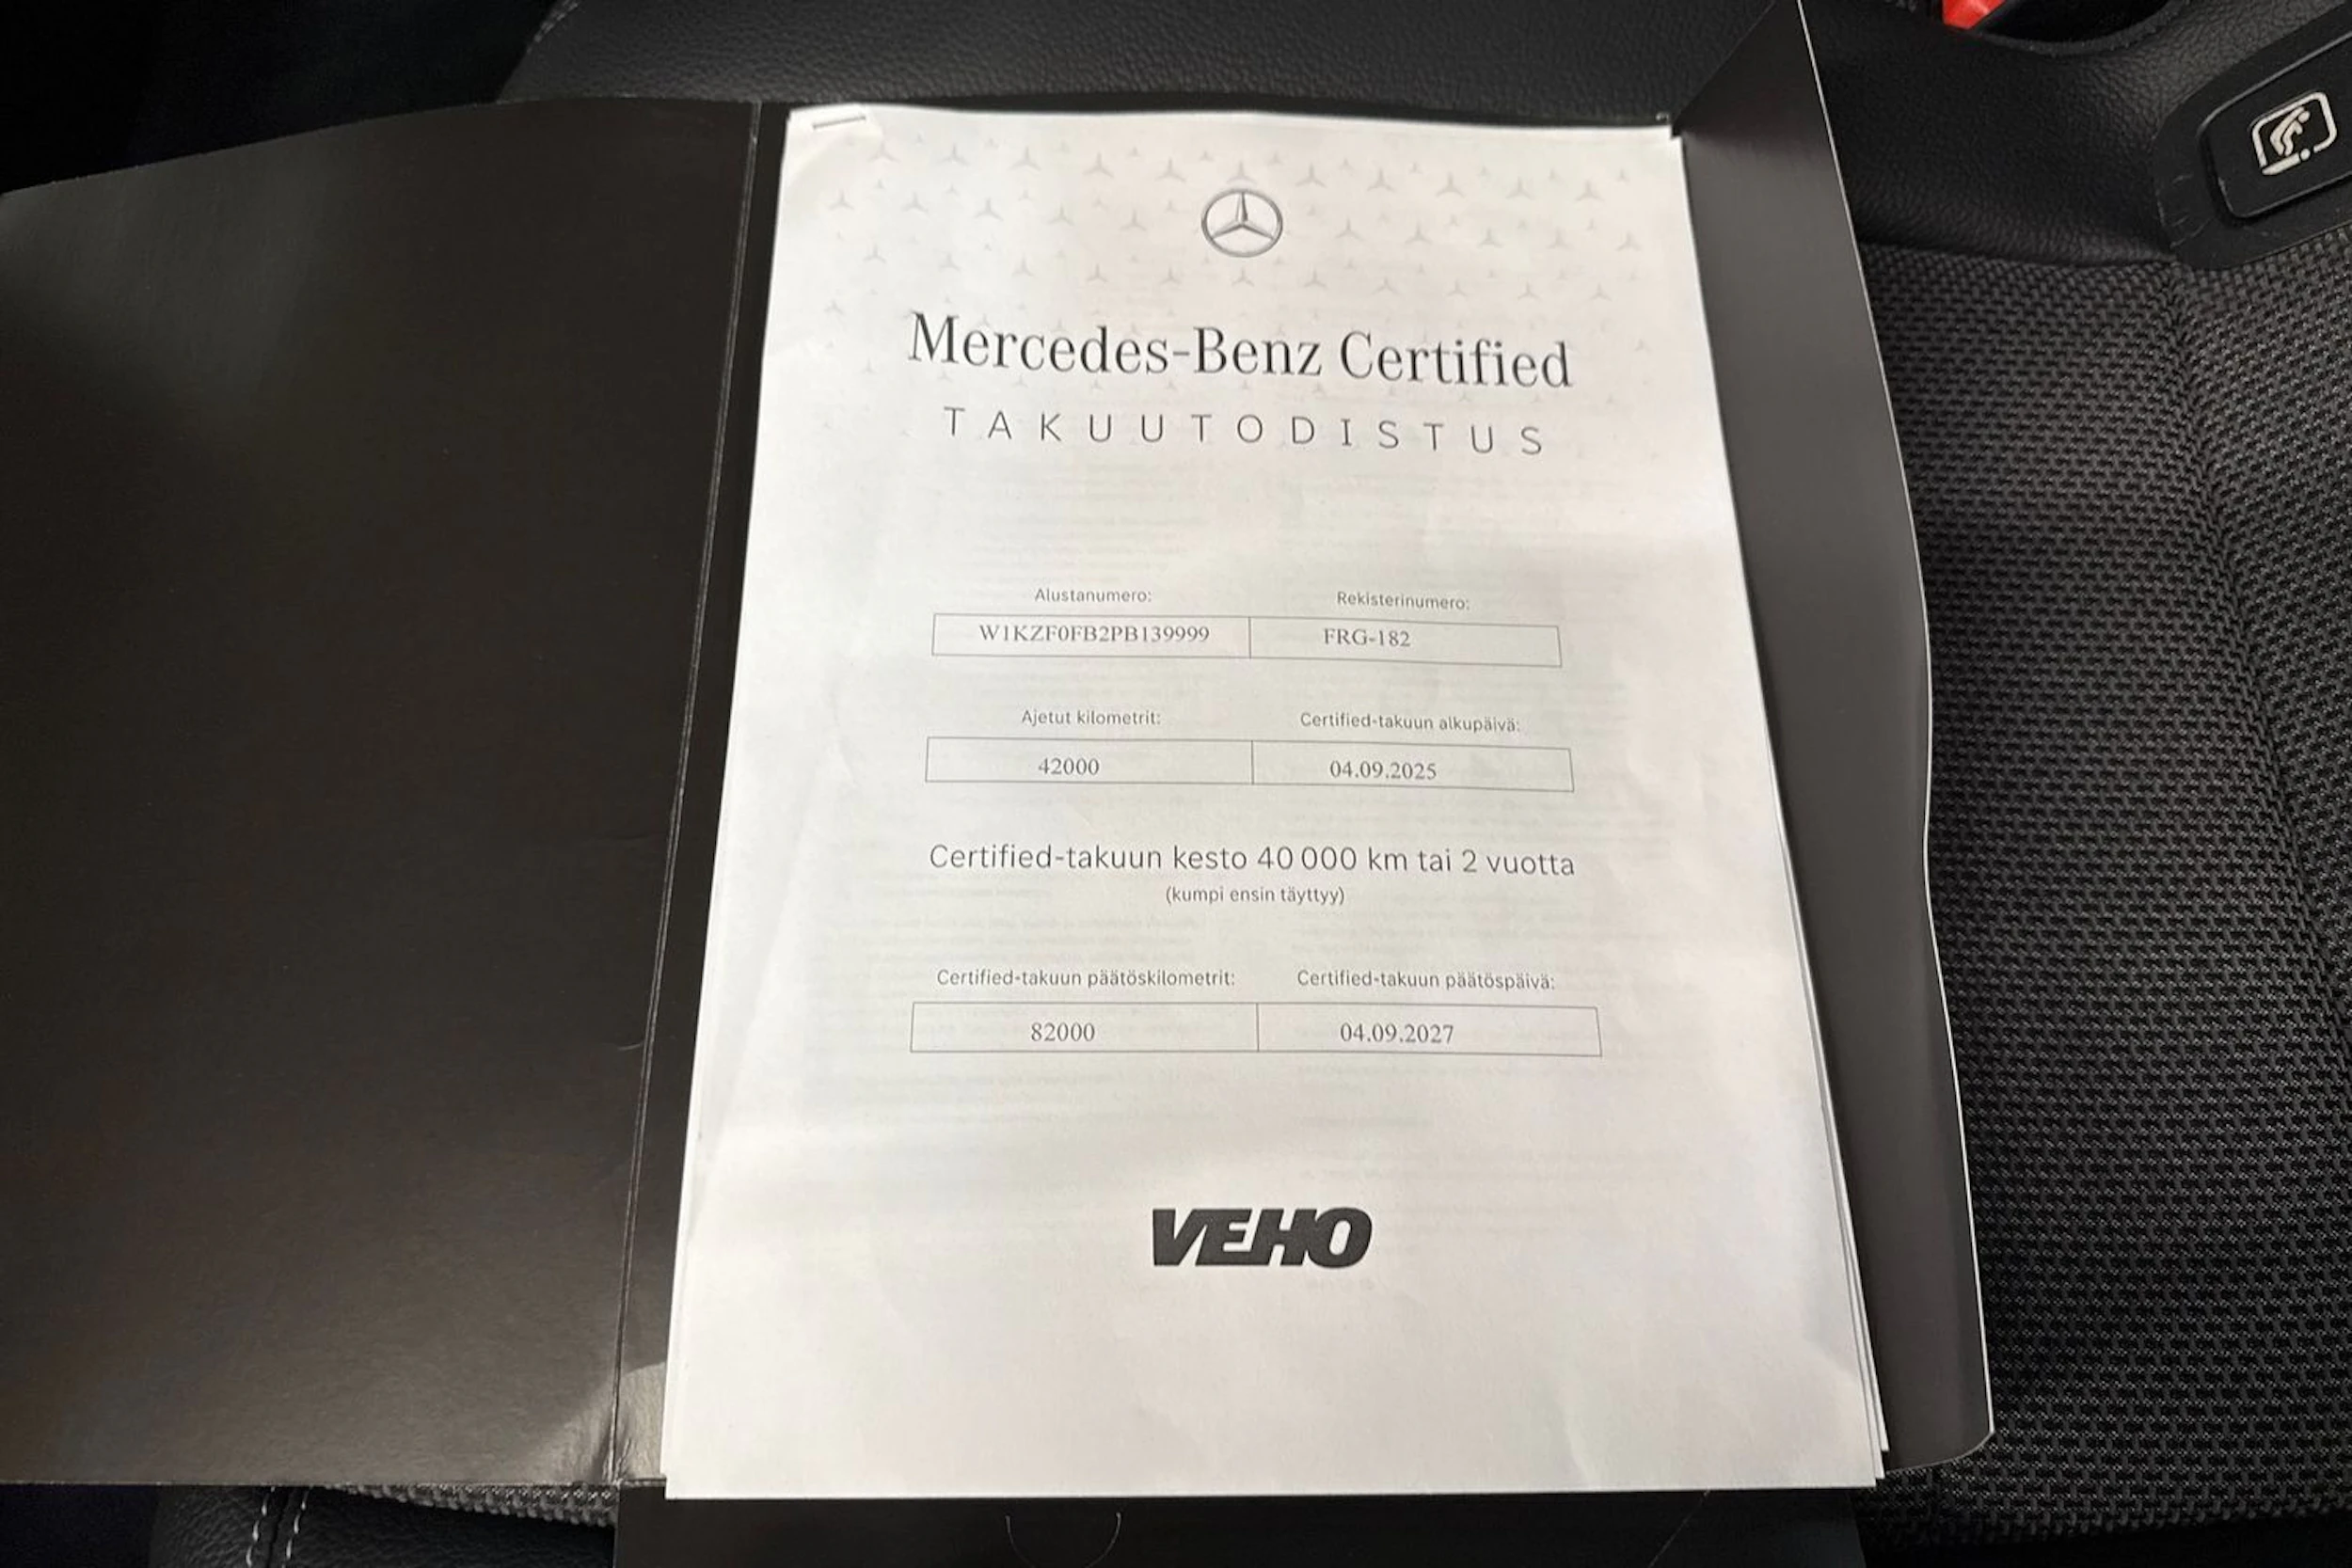 Mercedes-Benz Certified
TAKUUTODISTUS
Alustanumero: Rekisterinumero:
W1KZF0FB2PB139999 FRG-182
Ajetut kilometrit: Certified-takuun alkupäivä:
42000 04.09.2025
Certified-takuun kesto 40 000 km tai 2 vuotta
(kumpi ensin täyttyy)
Certified-takuun päätöskilometrit: Certified-takuun päätöspäivä:
82000 04.09.2027
VEHO